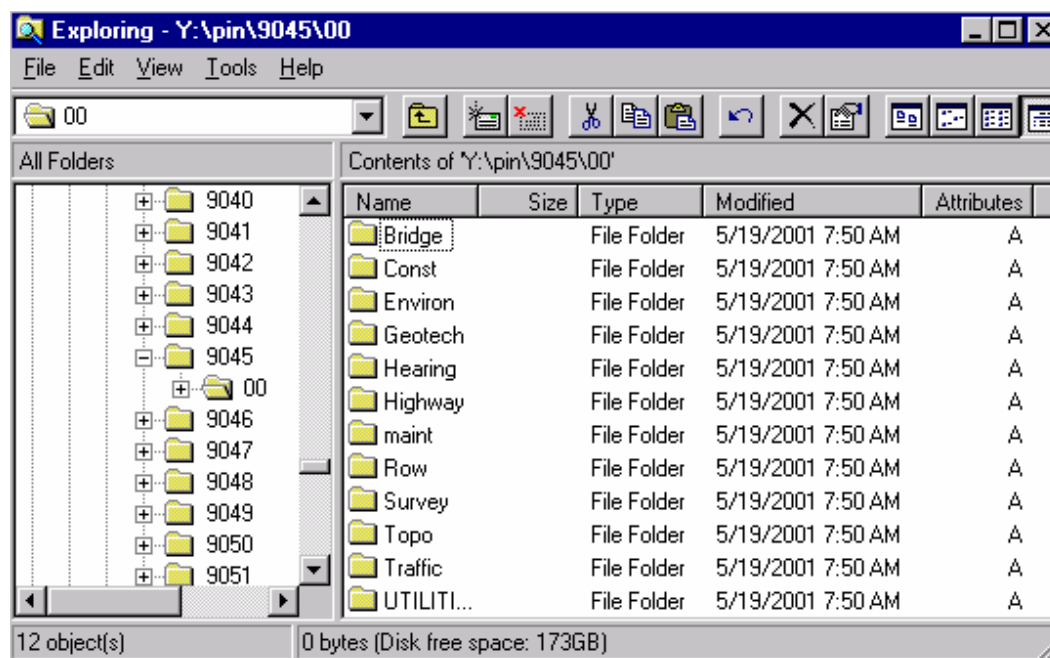 Exploring - Y:\pin\9045\00
File Edit View Tools Help
00
All Folders
Contents of 'Y:\pin\9045\00'
9040
9041
9042
9043
9044
9045
00
9046
9047
9048
9049
9050
9051
Name Size Type Modified Attributes
Bridge File Folder 5/19/2001 7:50 AM A
Const File Folder 5/19/2001 7:50 AM A
Environ File Folder 5/19/2001 7:50 AM A
Geotech File Folder 5/19/2001 7:50 AM A
Hearing File Folder 5/19/2001 7:50 AM A
Highway File Folder 5/19/2001 7:50 AM A
maint File Folder 5/19/2001 7:50 AM A
Row File Folder 5/19/2001 7:50 AM A
Survey File Folder 5/19/2001 7:50 AM A
Topo File Folder 5/19/2001 7:50 AM A
Traffic File Folder 5/19/2001 7:50 AM A
UTILITI... File Folder 5/19/2001 7:50 AM A
12 object(s)
0 bytes (Disk free space: 173GB)